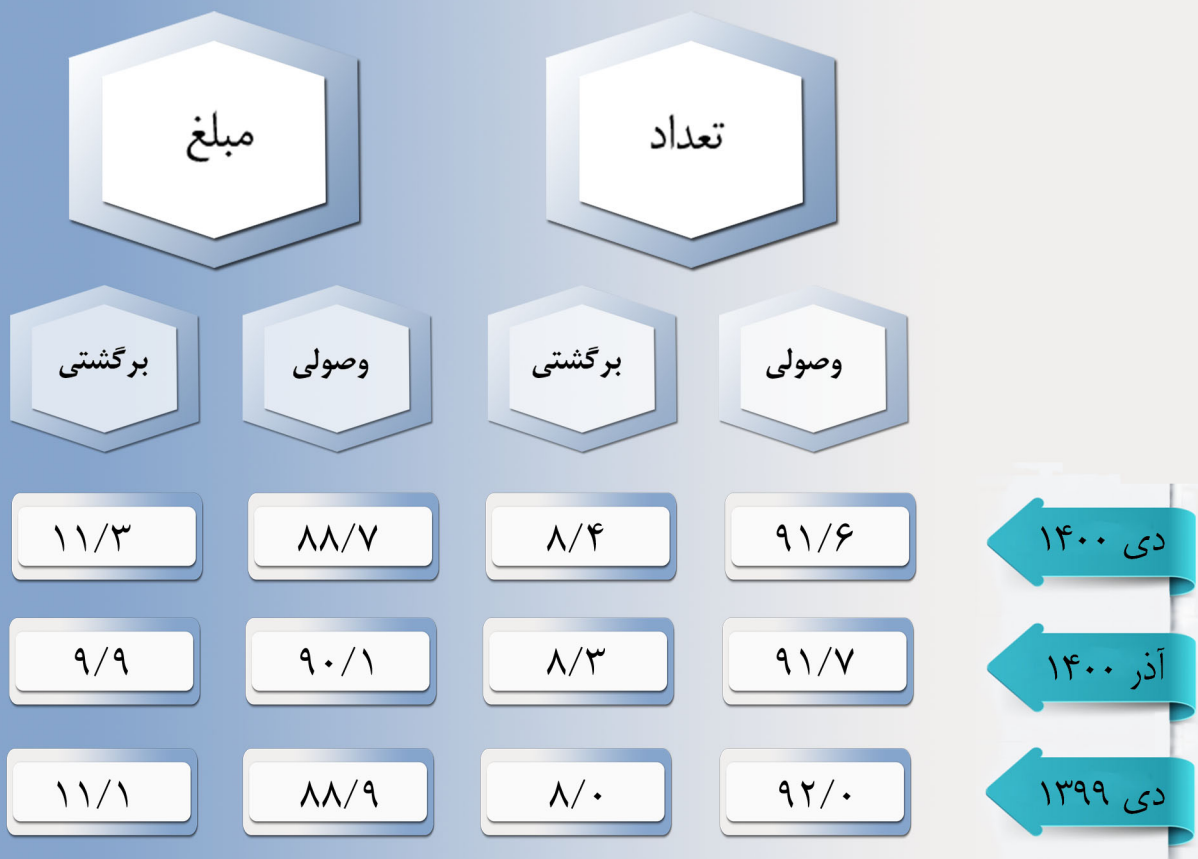 تعداد مبلغ
وصولی برگشتی وصولی برگشتی
دی ۱۴۰۰ ۹۱/۶ ۸/۴ ۸۸/۷ ۱۱/۳
آذر ۱۴۰۰ ۹۱/۷ ۸/۳ ۹۰/۱ ۹/۹
دی ۱۳۹۹ ۹۲/۰ ۸/۰ ۸۸/۹ ۱۱/۱